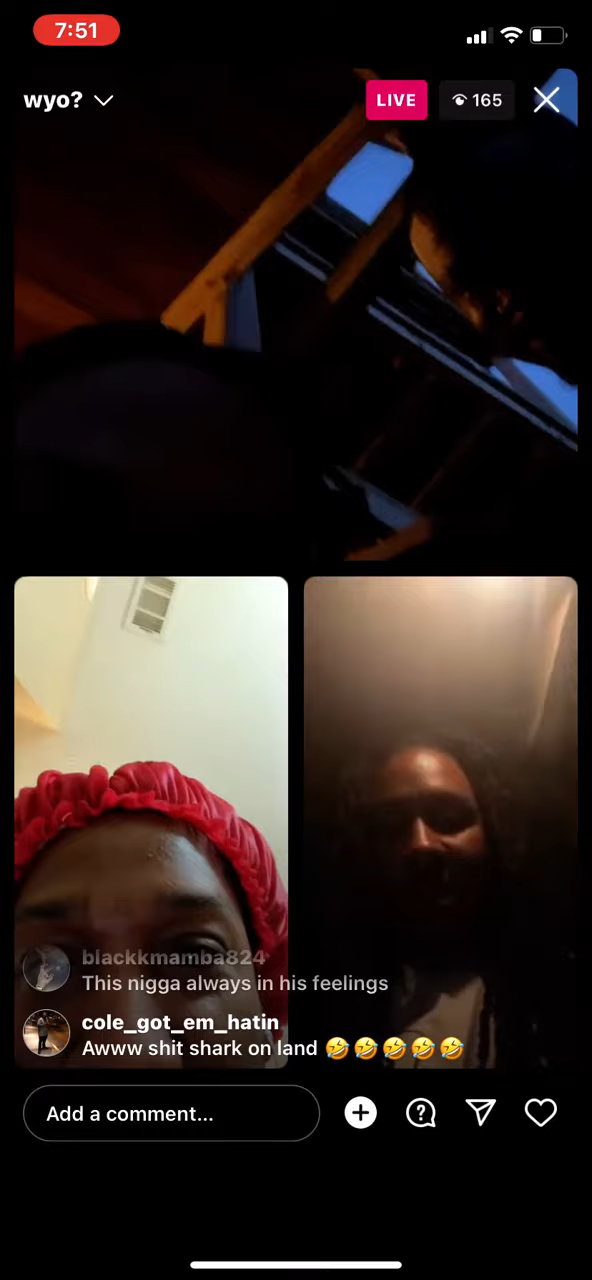 7:51
wyo?
LIVE
165
blackkmamba824
This nigga always in his feelings
cole_got_em_hatin
Awww shit shark on land 🤣🤣🤣🤣🤣
Add a comment...